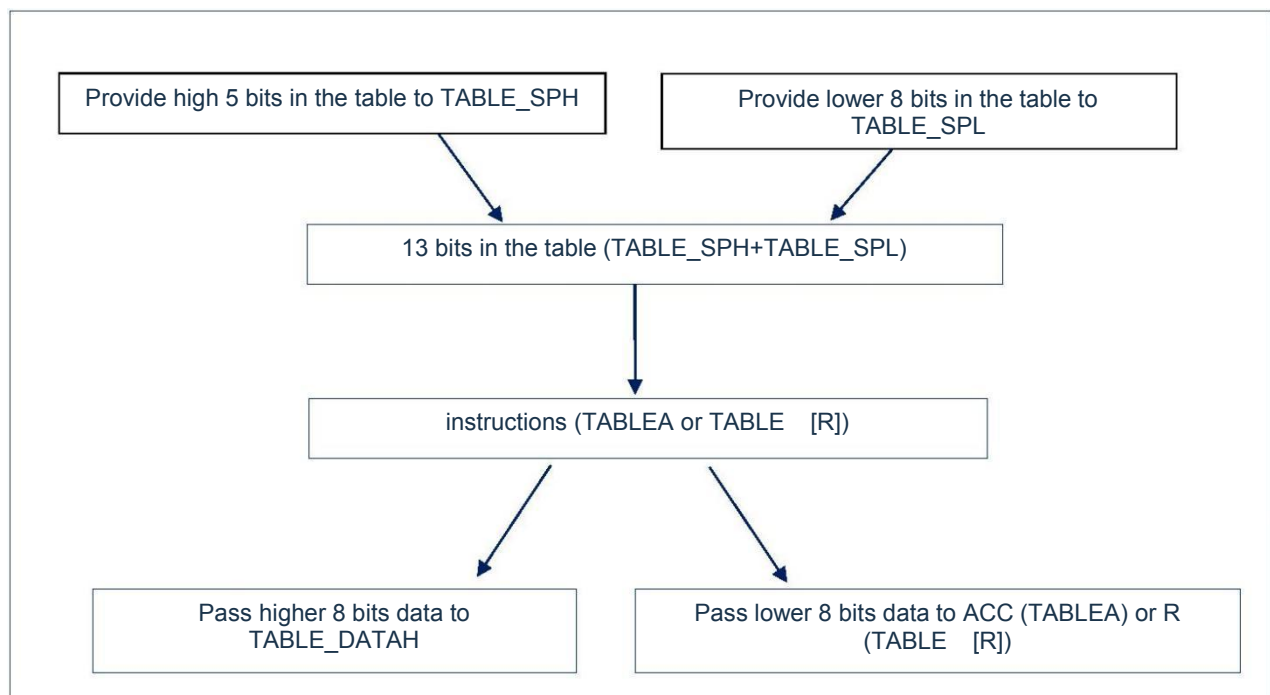 Provide high 5 bits in the table to TABLE_SPH
Provide lower 8 bits in the table to
TABLE_SPL
13 bits in the table (TABLE_SPH+TABLE_SPL)
instructions (TABLEA or TABLE [R])
Pass higher 8 bits data to
TABLE_DATAH
Pass lower 8 bits data to ACC (TABLEA) or R
(TABLE [R])